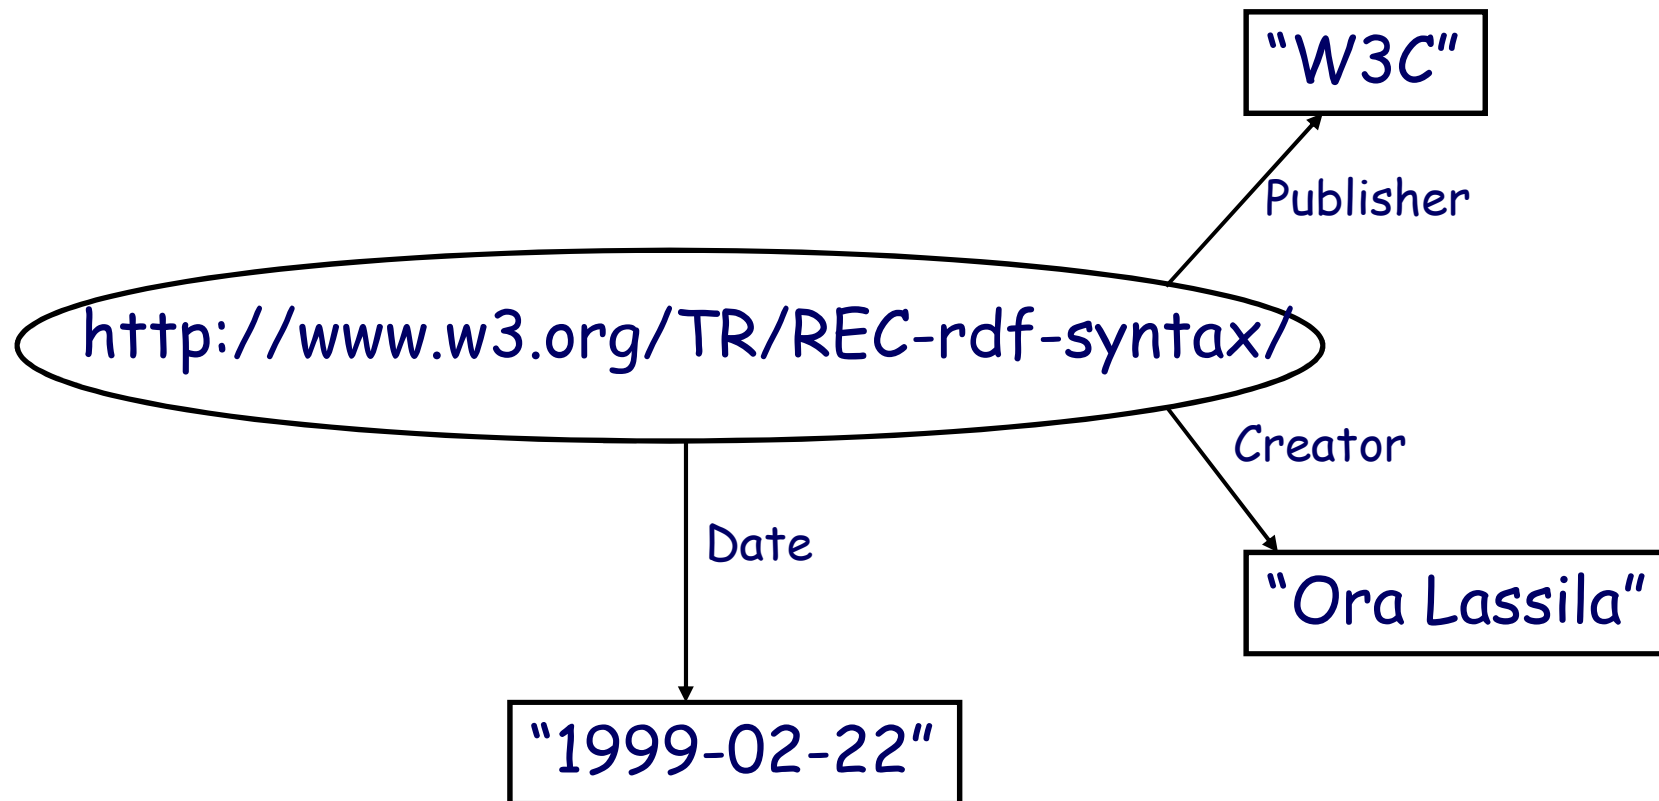 “W3C”
Publisher
http://www.w3.org/TR/REC-rdf-syntax/
Creator
Date
“Ora Lassila”
“1999-02-22”